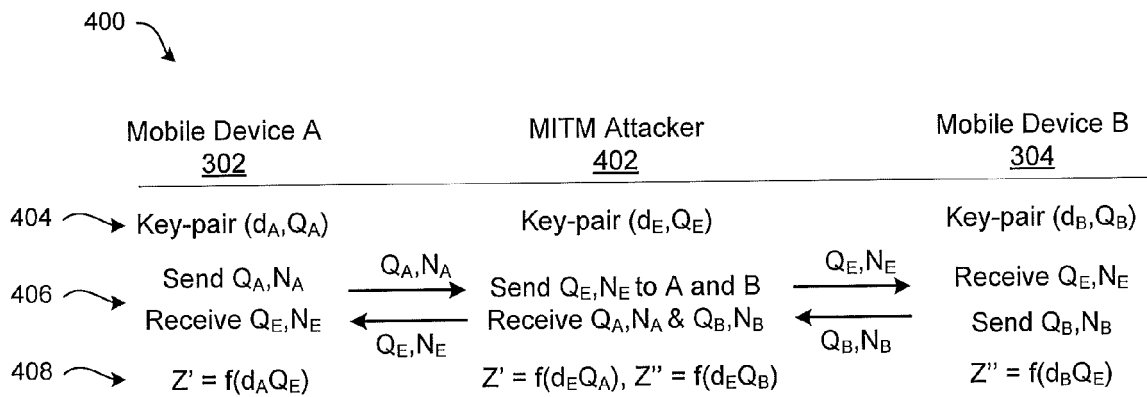 400
Mobile Device A MITM Attacker Mobile Device B
302 402 304
404 Key-pair (dA,QA) Key-pair (dE,QE) Key-pair (dB,QB)
QA,NA QE,NE
Send QA,NA Send QE,NE to A and B Receive QE,NE
406
Receive QE,NE Receive QA,NA & QB,NB Send QB,NB
QE,NE QB,NB
408 Z' = f(dAQE) Z' = f(dEQA), Z'' = f(dEQB) Z'' = f(dBQE)